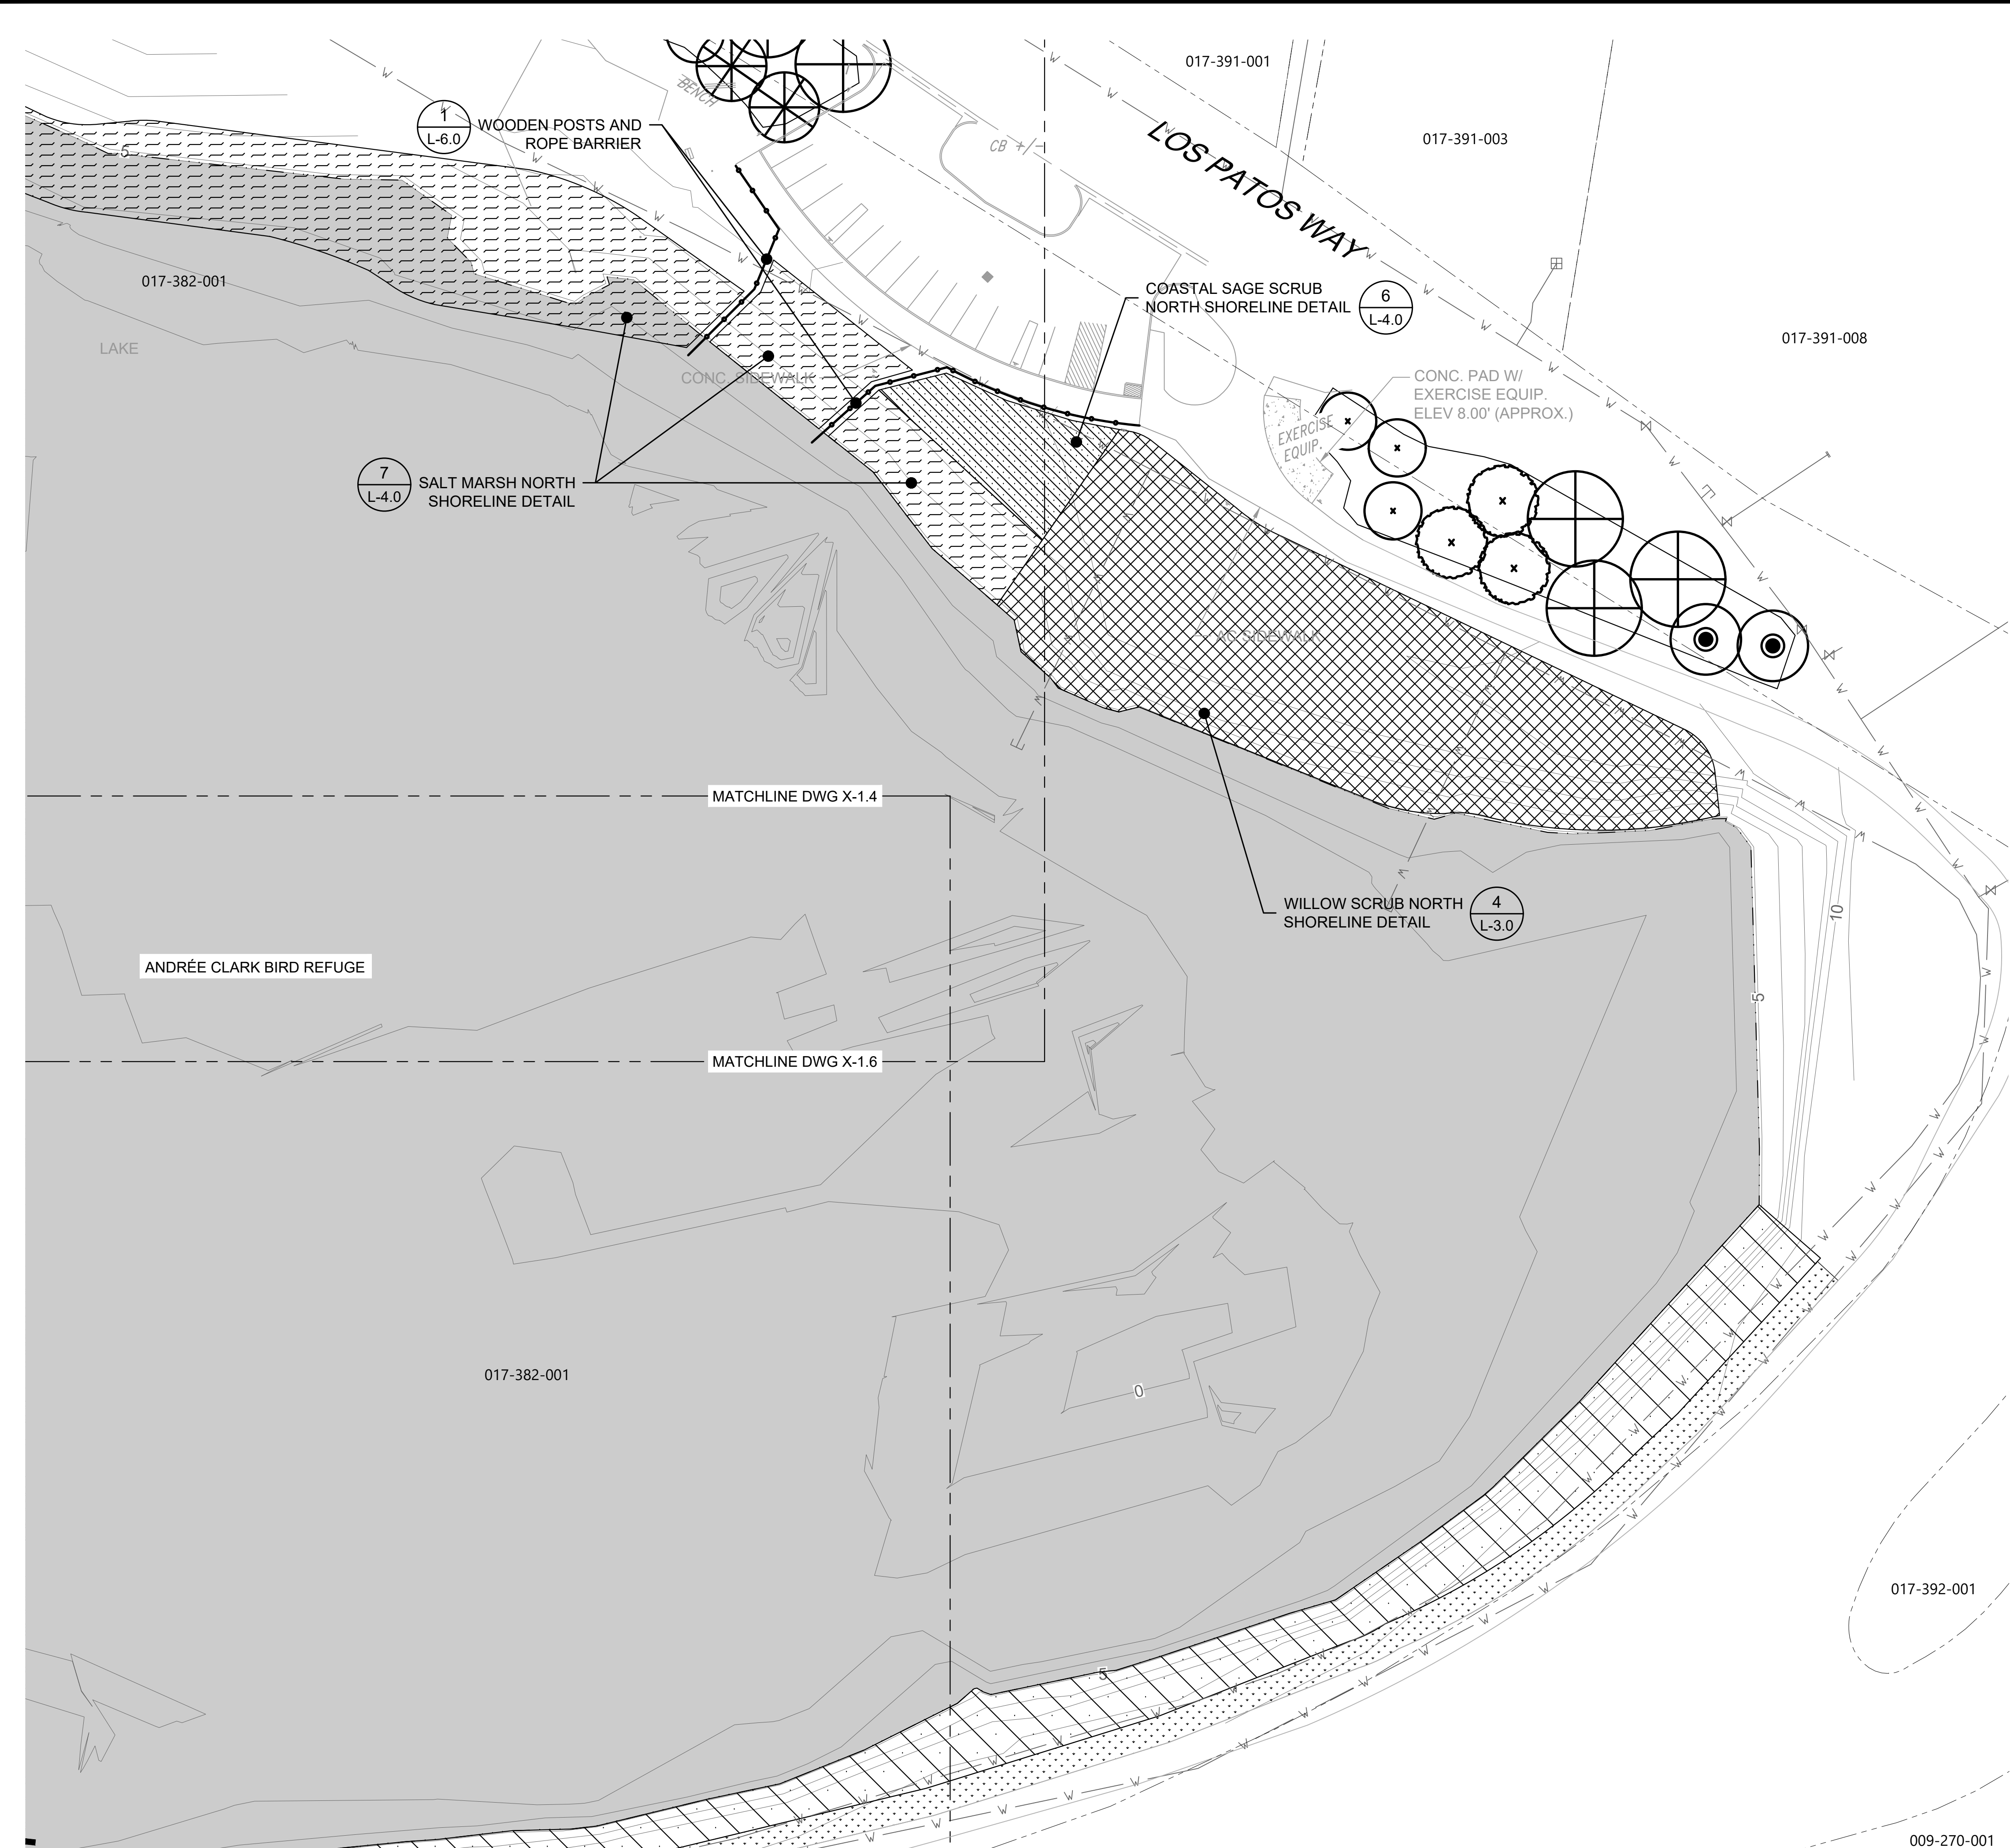 017-391-001
BENCH
1
L-6.0
WOODEN POSTS AND
ROPE BARRIER
017-391-003
LOS PATOS WAY
CB +/-
5
017-382-001
COASTAL SAGE SCRUB
NORTH SHORELINE DETAIL
6
L-4.0
LAKE
017-391-008
CONC. SIDEWALK
CONC. PAD W/
EXERCISE EQUIP.
ELEV 8.00' (APPROX.)
EXERCISE
EQUIP.
7
L-4.0
SALT MARSH NORTH
SHORELINE DETAIL
AC SIDEWALK
MATCHLINE DWG X-1.4
WILLOW SCRUB NORTH
SHORELINE DETAIL
4
L-3.0
10
ANDRÉE CLARK BIRD REFUGE
5
MATCHLINE DWG X-1.6
017-382-001
0
017-392-001
5
009-270-001